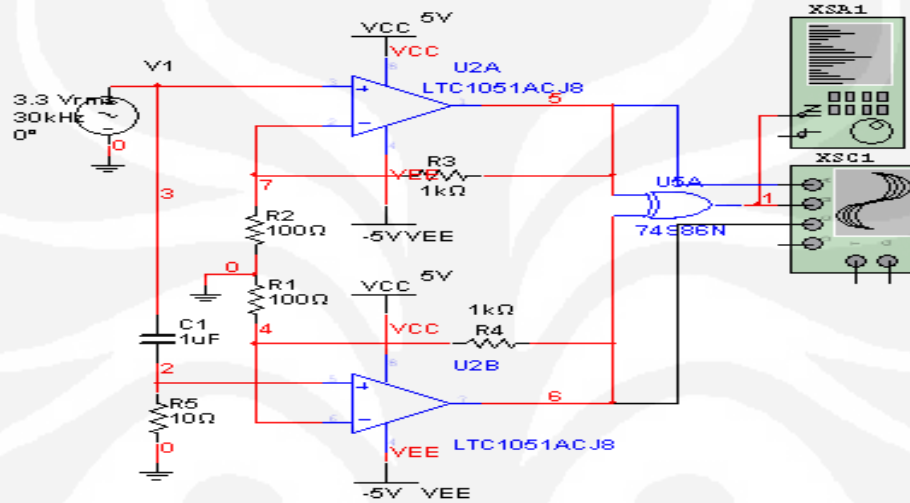 XSA1
VCC 5V
VCC
V1
U2A
LTC1051ACJ8
3.3 Vrms
30kHz
0°
0
5
IN
T
XSC1
R3
VEE
1kΩ
7
U5A
1
3
R2
100Ω
74S86N
-5V VEE
0
R1
100Ω
5V
VCC
1kΩ
VCC
R4
C1
1uF
4
U2B
2
6
R5
10Ω
0
VEE
LTC1051ACJ8
-5V VEE